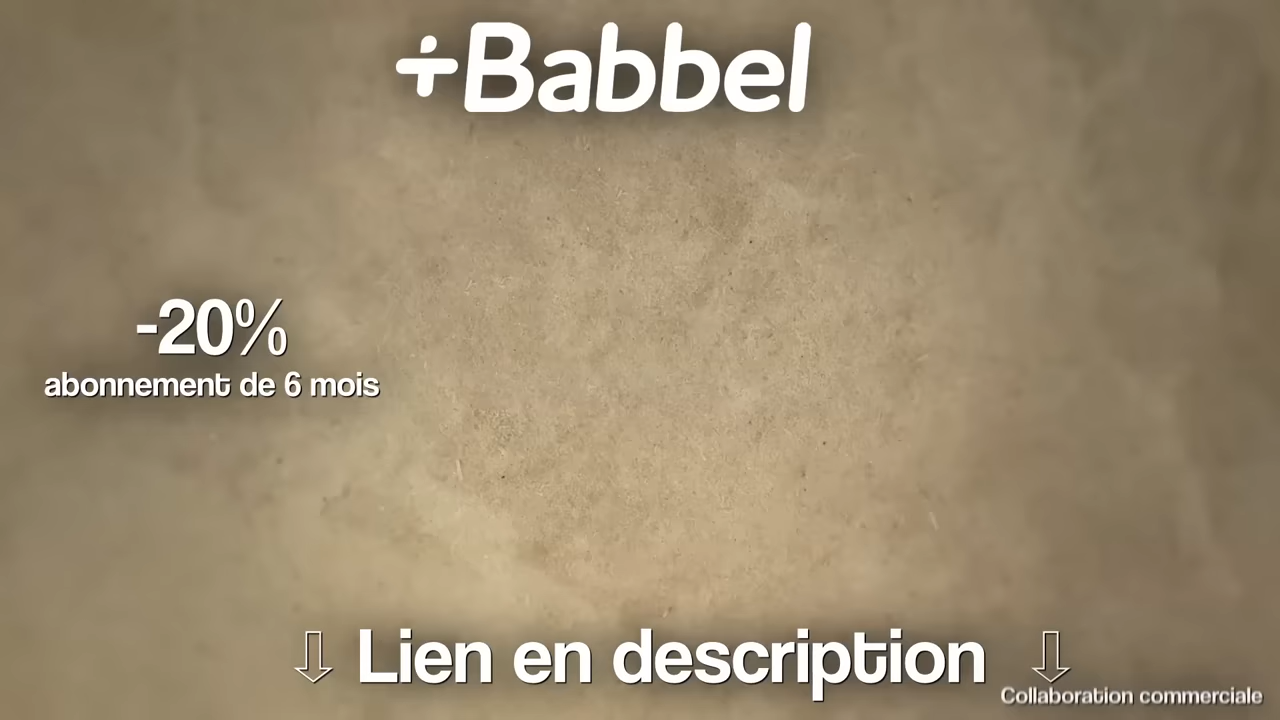 +Babbel
-20%
abonnement de 6 mois
⇩ Lien en description ⇩
Collaboration commerciale